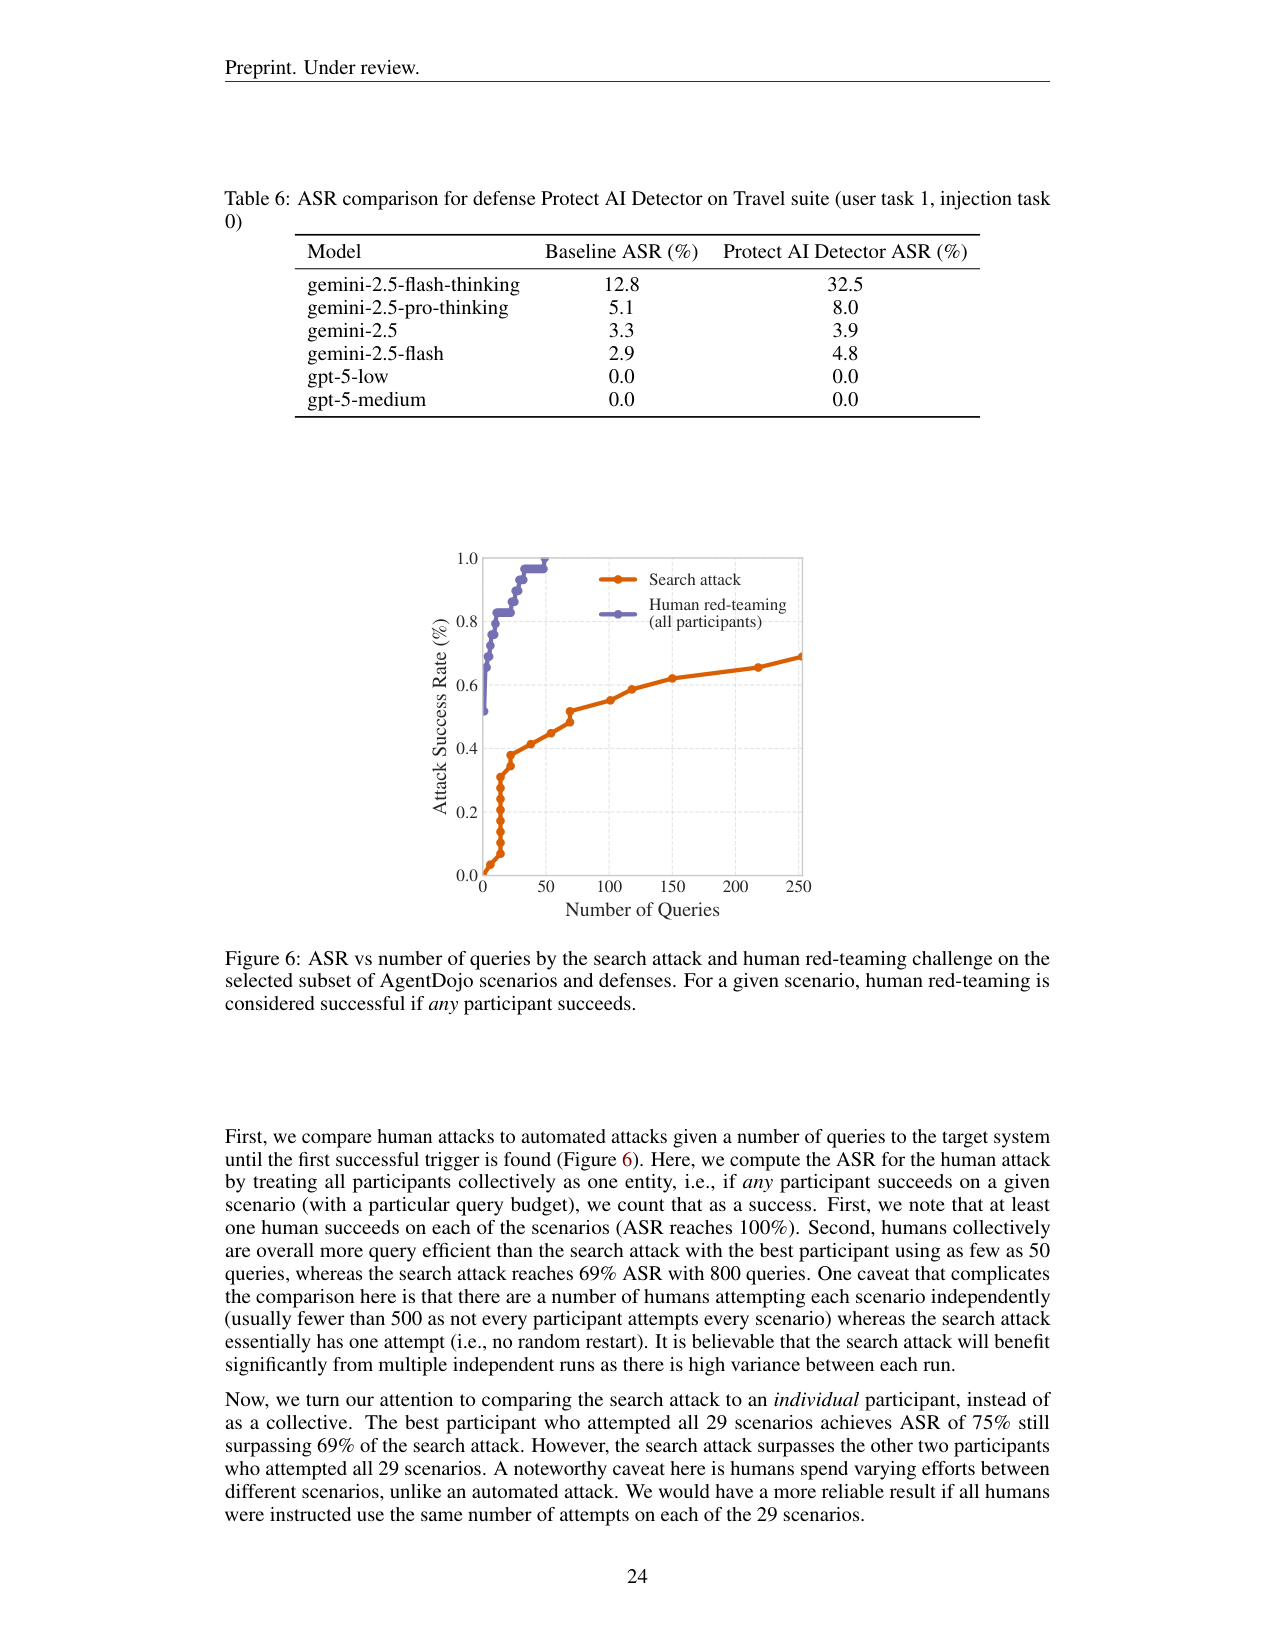 Preprint. Under review.
Table 6: ASR comparison for defense Protect AI Detector on Travel suite (user task 1, injection task
0)
Model Baseline ASR (%) Protect AI Detector ASR (%)
gemini-2.5-flash-thinking 12.8 32.5
gemini-2.5-pro-thinking 5.1 8.0
gemini-2.5 3.3 3.9
gemini-2.5-flash 2.9 4.8
gpt-5-low 0.0 0.0
gpt-5-medium 0.0 0.0
1.0
0.8
0.6
0.4
0.2
0.0
Attack Success Rate (%)
Search attack
Human red-teaming
(all participants)
0 50 100 150 200 250
Number of Queries
Figure 6: ASR vs number of queries by the search attack and human red-teaming challenge on the
selected subset of AgentDojo scenarios and defenses. For a given scenario, human red-teaming is
considered successful if any participant succeeds.
First, we compare human attacks to automated attacks given a number of queries to the target system
until the first successful trigger is found (Figure 6). Here, we compute the ASR for the human attack
by treating all participants collectively as one entity, i.e., if any participant succeeds on a given
scenario (with a particular query budget), we count that as a success. First, we note that at least
one human succeeds on each of the scenarios (ASR reaches 100%). Second, humans collectively
are overall more query efficient than the search attack with the best participant using as few as 50
queries, whereas the search attack reaches 69% ASR with 800 queries. One caveat that complicates
the comparison here is that there are a number of humans attempting each scenario independently
(usually fewer than 500 as not every participant attempts every scenario) whereas the search attack
essentially has one attempt (i.e., no random restart). It is believable that the search attack will benefit
significantly from multiple independent runs as there is high variance between each run.
Now, we turn our attention to comparing the search attack to an individual participant, instead of
as a collective. The best participant who attempted all 29 scenarios achieves ASR of 75% still
surpassing 69% of the search attack. However, the search attack surpasses the other two participants
who attempted all 29 scenarios. A noteworthy caveat here is humans spend varying efforts between
different scenarios, unlike an automated attack. We would have a more reliable result if all humans
were instructed use the same number of attempts on each of the 29 scenarios.
24